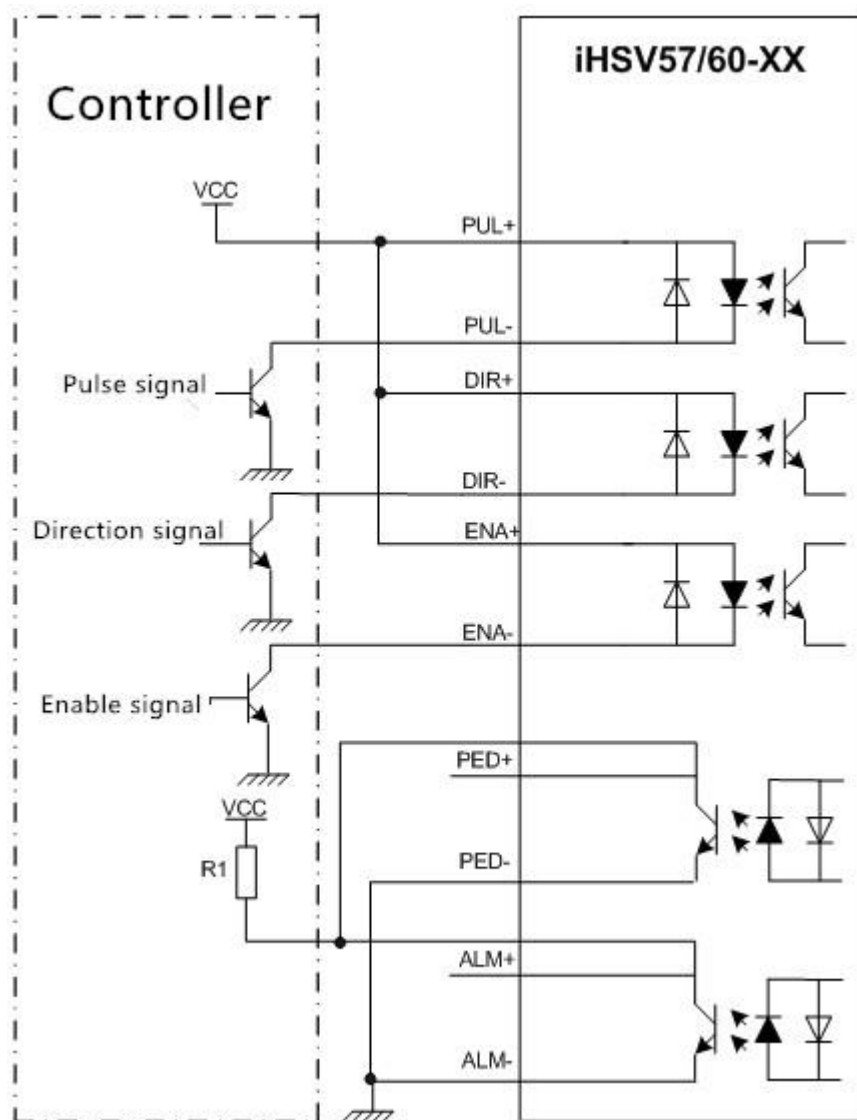 iHSV57/60-XX
Controller
VCC
PUL+
PUL-
Pulse signal
DIR+
DIR-
Direction signal
ENA+
ENA-
Enable signal
PED+
VCC
R1
PED-
ALM+
ALM-